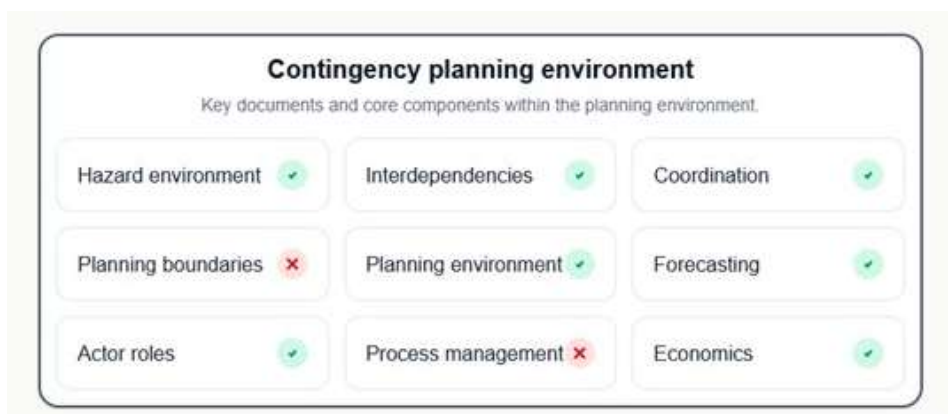 Contingency planning environment
Key documents and core components within the planning environment.
Hazard environment
Interdependencies
Coordination
Planning boundaries
Planning environment
Forecasting
Actor roles
Process management
Economics